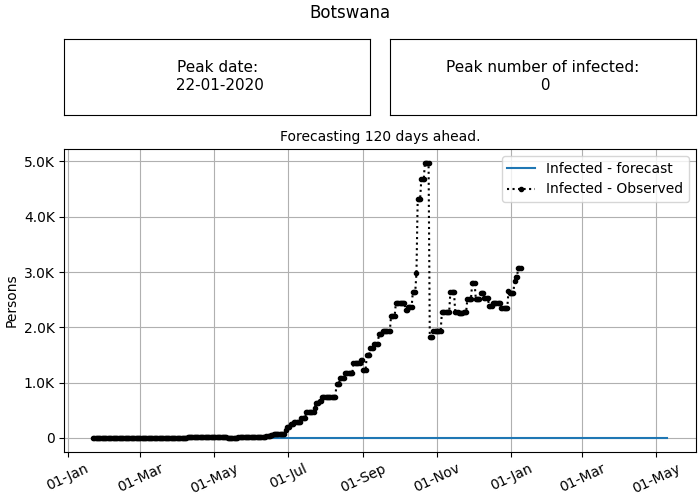 Botswana
Peak date:
22-01-2020
Peak number of infected:
0
Forecasting 120 days ahead.
Infected - forecast
Infected - Observed
Persons
5.0K
4.0K
3.0K
2.0K
1.0K
0
01-Jan
01-Mar
01-May
01-Jul
01-Sep
01-Nov
01-Jan
01-Mar
01-May